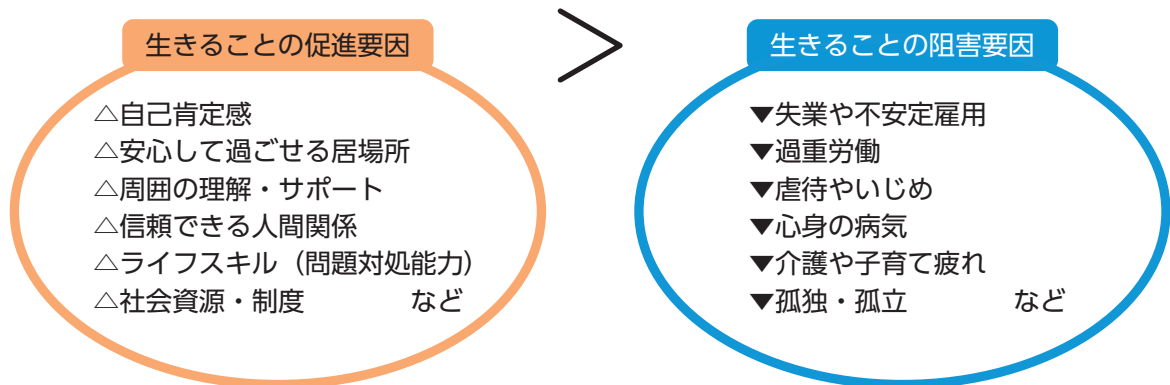 生きることの促進要因
△自己肯定感
△安心して過ごせる居場所
△周囲の理解・サポート
△信頼できる人間関係
△ライフスキル（問題対処能力）
△社会資源・制度 など
＞
生きることの阻害要因
▼失業や不安定雇用
▼過重労働
▼虐待やいじめ
▼心身の病気
▼介護や子育て疲れ
▼孤独・孤立 など